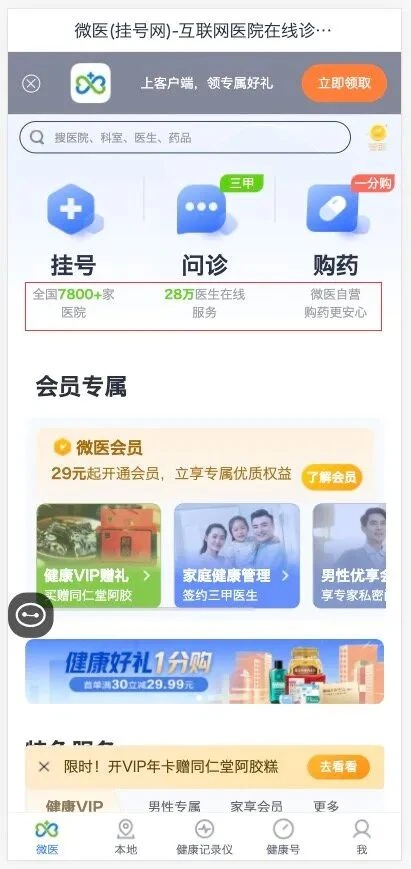 微医(挂号网)-互联网医院在线诊…
上客户端，领专属好礼
立即领取
搜医院、科室、医生、药品
三甲
一分购
挂号
问诊
购药
全国7800+家
医院
28万医生在线
服务
微医自营
购药更安心
会员专属
微医会员
29元起开通会员，立享专属优质权益
了解会员
健康VIP赠礼
买赠同仁堂阿胶
家庭健康管理
签约三甲医生
男性优享会
享专家私密
健康好礼1分购
首单满30立减29.99元
特色服务
限时！开VIP年卡赠同仁堂阿胶糕
去看看
健康VIP
男性专属
家享会员
更多
微医
本地
健康记录仪
健康号
我